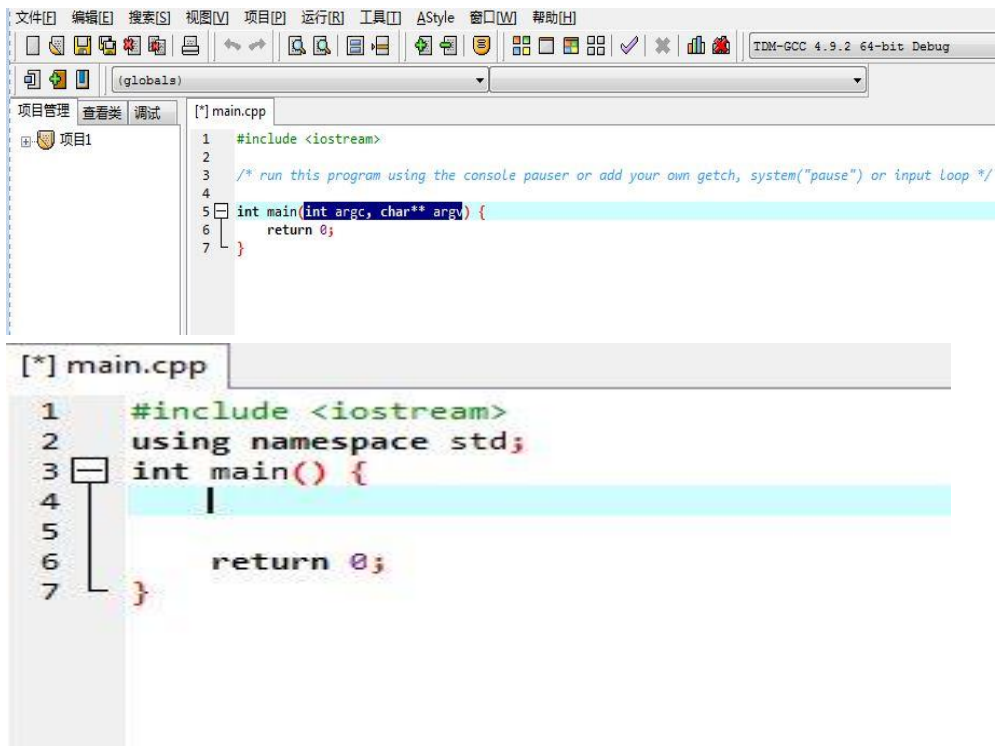 文件[F] 编辑[E] 搜索[S] 视图[V] 项目[P] 运行[R] 工具[T] AStyle 窗口[W] 帮助[H]
TDM-GCC 4.9.2 64-bit Debug
(globals)
项目管理 查看类 调试 [*] main.cpp
项目1
1 #include <iostream>
2
3 /* run this program using the console pauser or add your own getch, system("pause") or input loop */
4
5 int main(int argc, char** argv) {
6 return 0;
7 }
[*] main.cpp
1 #include <iostream>
2 using namespace std;
3 int main() {
4
5
6 return 0;
7 }